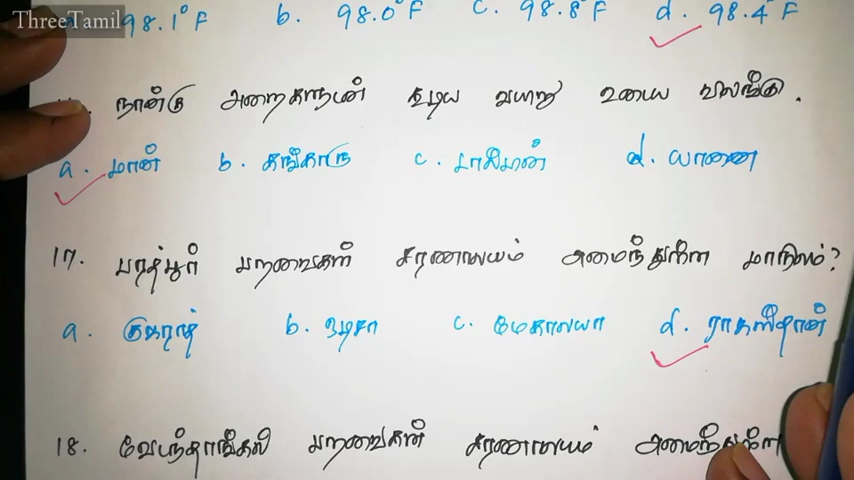 ThreeTamil
98.1°F b. 98.0°F c. 98.8°F d. 98.4°F
நான்கு அறைகளுடன் கூடிய வயிறு உடைய விலங்கு.
a. மான் b. கங்காரு c. டால்பின் d. யானை
17. பரத்பூர் பறவைகள் சரணாலயம் அமைந்துள்ள மாநிலம்?
a. குஜராத் b. ஒடிசா c. மேகாலயா d. ராஜஸ்தான்
18. வேடந்தாங்கல் பறவைகள் சரணாலயம் அமைந்துள்ள